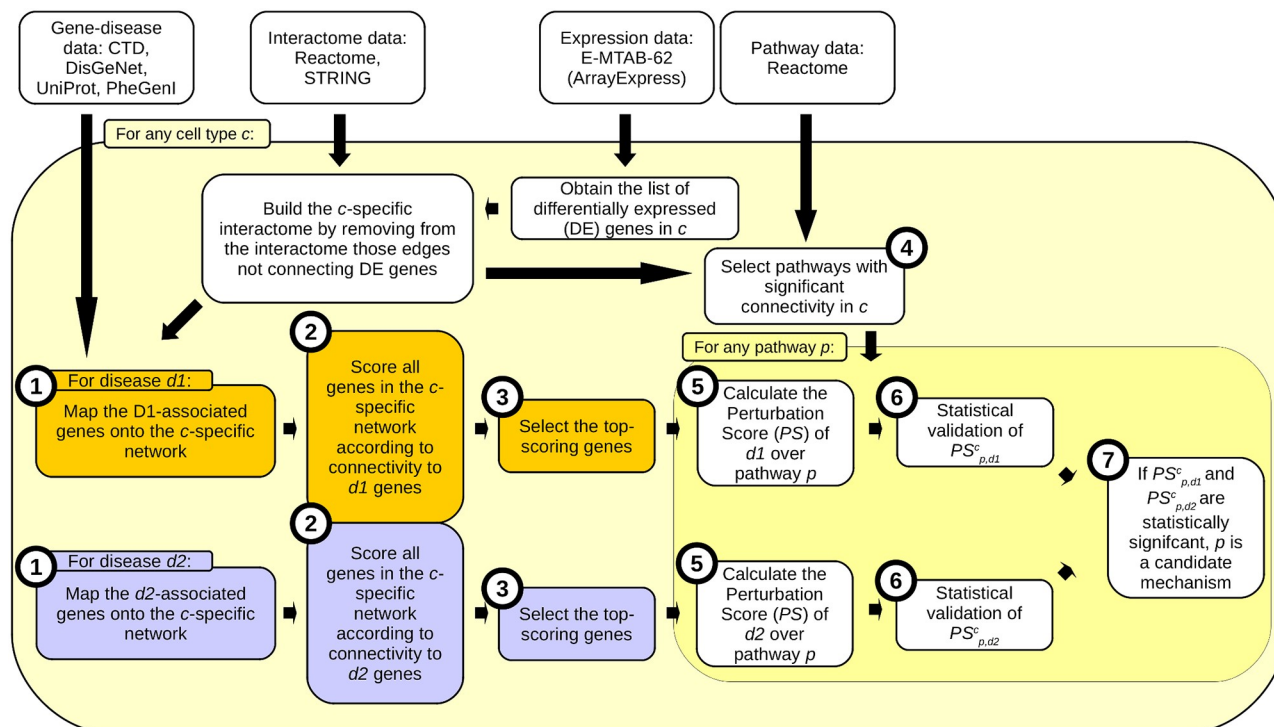 Gene-disease
data: CTD,
DisGeNet,
UniProt, PheGenI
Interactome data:
Reactome,
STRING
Expression data:
E-MTAB-62
(ArrayExpress)
Pathway data:
Reactome
For any cell type c:
Build the c-specific
interactome by removing from
the interactome those edges
not connecting DE genes
Obtain the list of
differentially expressed
(DE) genes in c
4
Select pathways with
significant
connectivity in c
For any pathway p:
1
For disease d1:
Map the D1-associated
genes onto the c-specific
network
2
Score all
genes in the c-
specific
network
according to
connectivity to
d1 genes
3
Select the top-
scoring genes
5
Calculate the
Perturbation
Score (PS) of
d1 over
pathway p
6
Statistical
validation of
PS^c_p,d1
1
For disease d2:
Map the d2-associated
genes onto the c-specific
network
2
Score all
genes in the c-
specific
network
according to
connectivity to
d2 genes
3
Select the top-
scoring genes
5
Calculate the
Perturbation
Score (PS) of
d2 over
pathway p
6
Statistical
validation of
PS^c_p,d2
7
If PS^c_p,d1 and
PS^c_p,d2 are
statistically
signifcant, p is
a candidate
mechanism